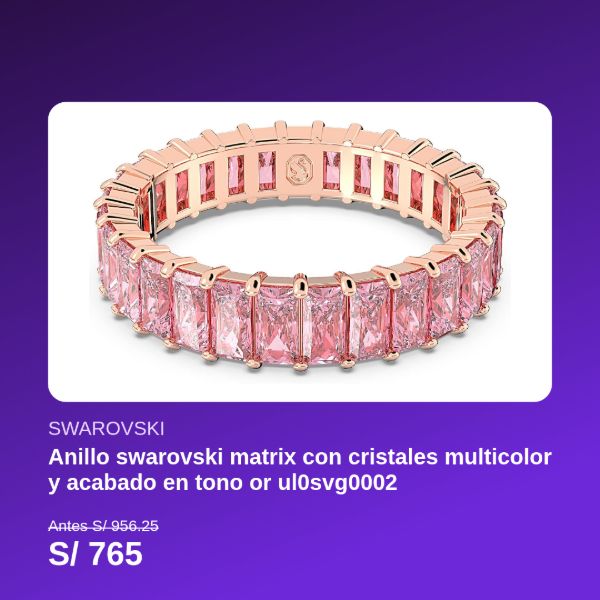 SWAROVSKI
Anillo swarovski matrix con cristales multicolor
y acabado en tono or ul0svg0002
Antes S/ 956.25
S/ 765